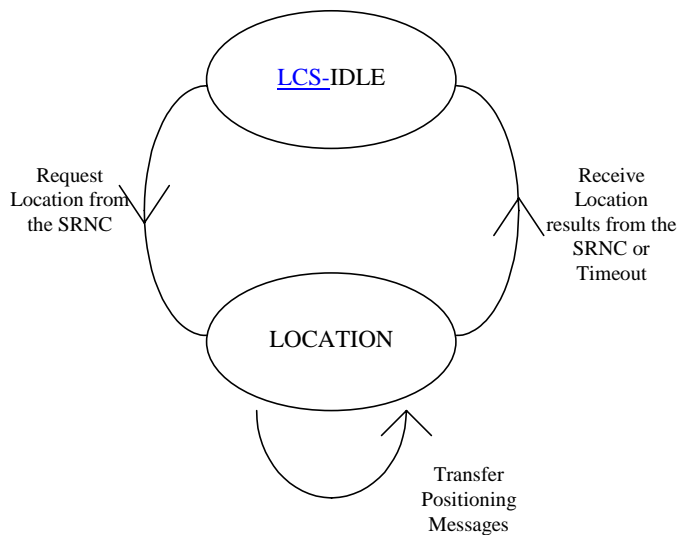 LCS-IDLE
Request
Location from
the SRNC
Receive
Location
results from the
SRNC or
Timeout
LOCATION
Transfer
Positioning
Messages